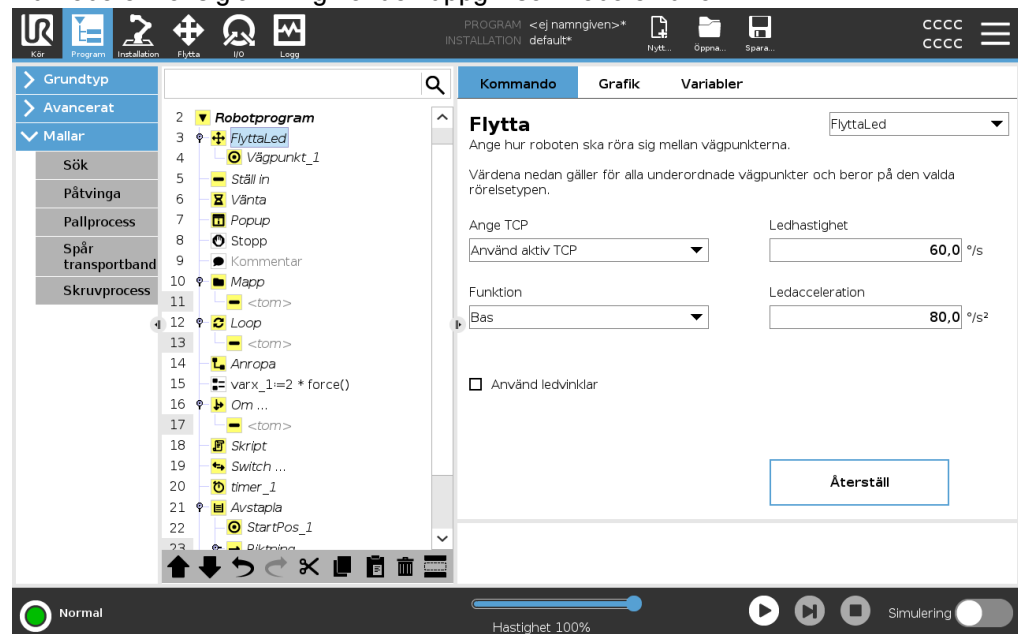 PROGRAM <ej namngiven>*
INSTALLATION default*
Kör
Program
Installation
Flytta
I/O
Logg
Nytt...
Öppna...
Spara...
cccc
cccc
Grundtyp
Avancerat
Mallar
Sök
Påtvinga
Pallprocess
Spår
transportband
Skruvprocess
2 Robotprogram
3 FlyttaLed
4 Vägpunkt_1
5 Ställ in
6 Vänta
7 Popup
8 Stopp
9 Kommentar
10 Mapp
11 <tom>
12 Loop
13 <tom>
14 Anropa
15 varx_1:=2 * force()
16 Om ...
17 <tom>
18 Skript
19 Switch ...
20 timer_1
21 Avstapla
22 StartPos_1
23 Riktning
Kommando
Grafik
Variabler
Flytta
FlyttaLed
Ange hur roboten ska röra sig mellan vägpunkterna.
Värdena nedan gäller för alla underordnade vägpunkter och beror på den valda
rörelsetypen.
Ange TCP
Ledhastighet
Använd aktiv TCP
60,0 °/s
Funktion
Ledacceleration
Bas
80,0 °/s²
Använd ledvinklar
Återställ
Normal
Hastighet 100%
Simulering